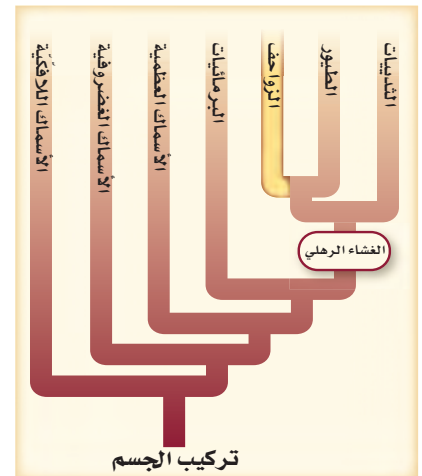 الثدييات
الطيور
الزواحف
البرمائيات
الأسماك العظمية
الأسماك الغضروفية
الأسماك اللافكية
الغشاء الرهلي
تركيب الجسم